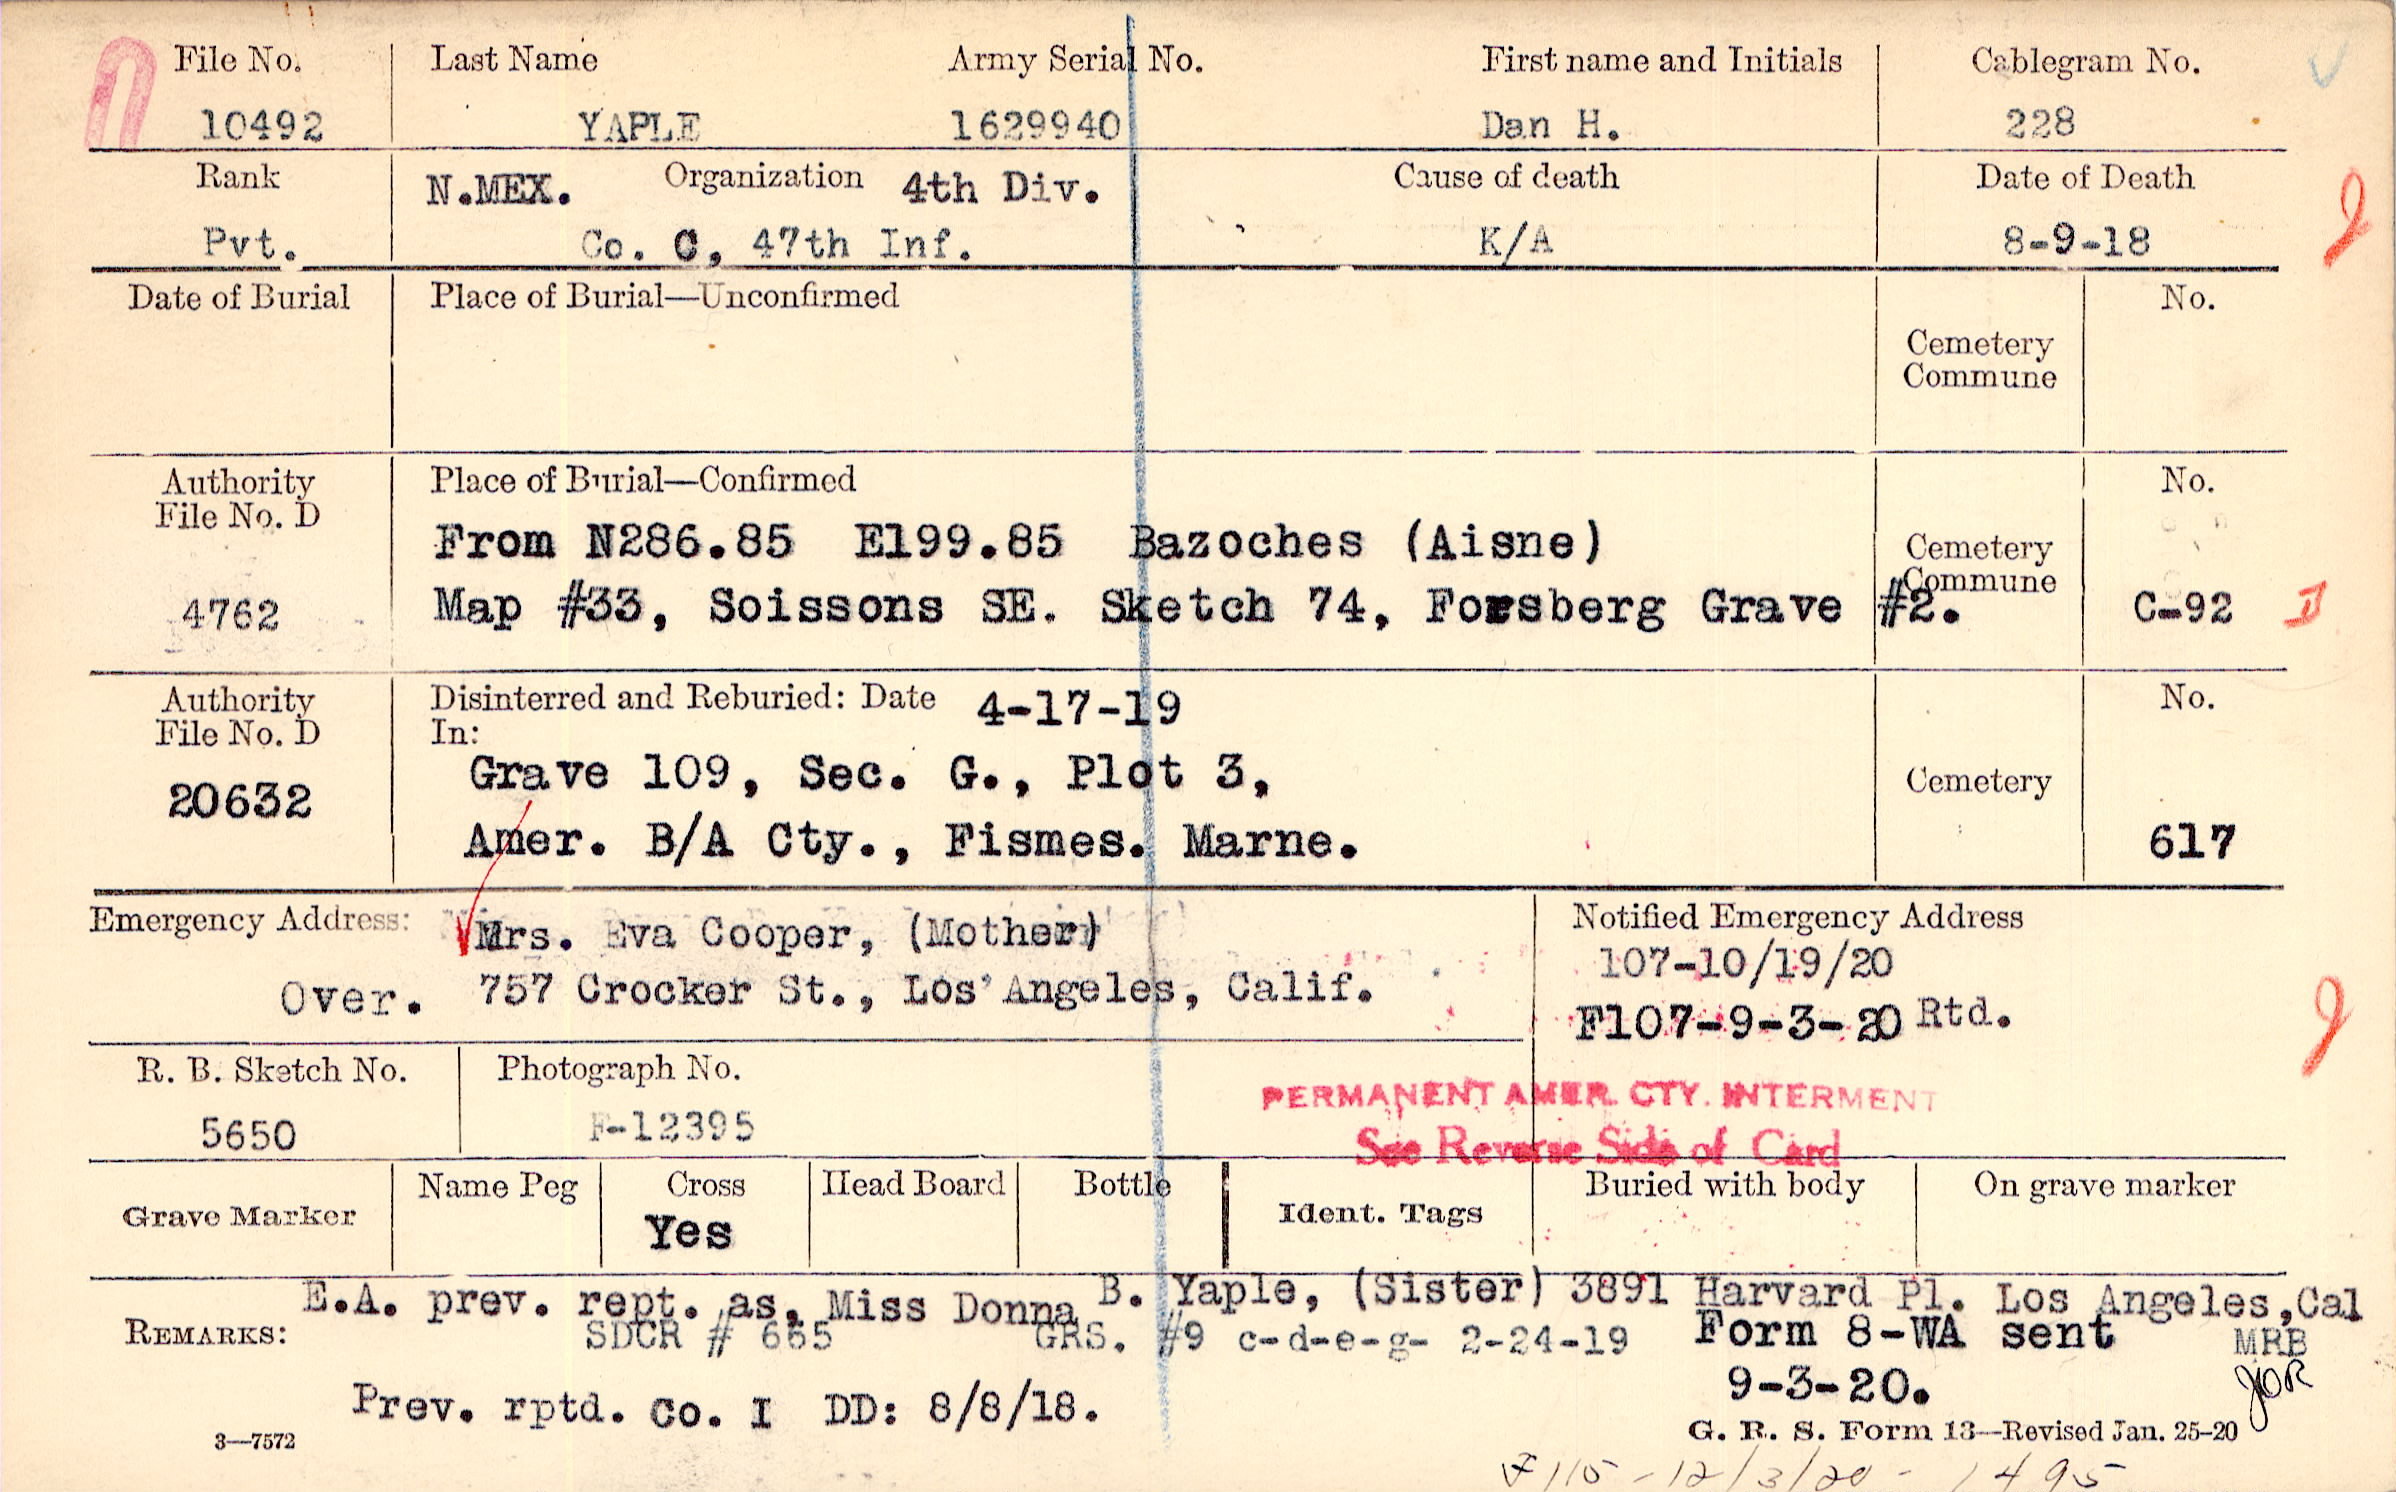 File No. Last Name Army Serial No. First name and Initials Cablegram No.
10492 YAPLE 1629940 Dan H. 228
Rank N.MEX. Organization 4th Div. Cause of death Date of Death
Pvt. Co. C, 47th Inf. K/A 8-9-18
Date of Burial Place of Burial—Unconfirmed No.
Cemetery
Commune
Authority Place of Burial—Confirmed No.
File No. D
From N286.85 E199.85 Bazoches (Aisne) Cemetery
Commune
4762 Map #33, Soissons SE. Sketch 74, Forsberg Grave #2. C-92
Authority Disinterred and Reburied: Date 4-17-19 No.
File No. D In:
Grave 109, Sec. G., Plot 3, Cemetery
20632
Amer. B/A Cty., Fismes. Marne. 617
Emergency Address: Mrs. Eva Cooper, (Mother) Notified Emergency Address
107-10/19/20
Over. 757 Crocker St., Los Angeles, Calif.
F107-9-3-20 Rtd.
R. B. Sketch No. Photograph No.
PERMANENT AMER. CTY. INTERMENT
5650 F-12395
See Reverse Side of Card
Grave Marker Name Peg Cross Head Board Bottle Ident. Tags Buried with body On grave marker
Yes
E.A. prev. rept. as, Miss Donna B. Yaple, (Sister) 3891 Harvard Pl. Los Angeles,Cal
REMARKS: SDCR # 655 GRS. #9 c-d-e-g- 2-24-19 Form 8-WA sent MRB
9-3-20. JOR
Prev. rptd. Co. I DD: 8/8/18.
3—7572 G. R. S. Form 13—Revised Jan. 25-20
F115-12/3/20-1495